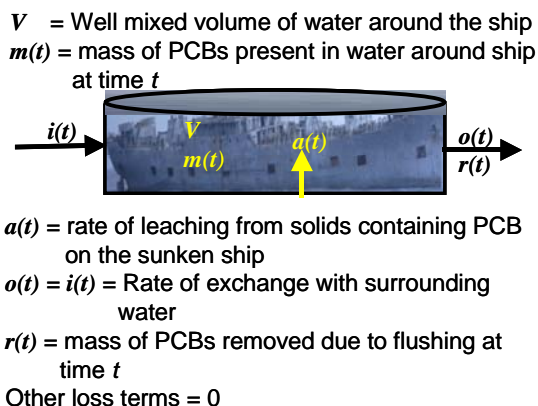 V = Well mixed volume of water around the ship
m(t) = mass of PCBs present in water around ship
at time t
i(t)
V
m(t)
a(t)
o(t)
r(t)
a(t) = rate of leaching from solids containing PCB
on the sunken ship
o(t) = i(t) = Rate of exchange with surrounding
water
r(t) = mass of PCBs removed due to flushing at
time t
Other loss terms = 0